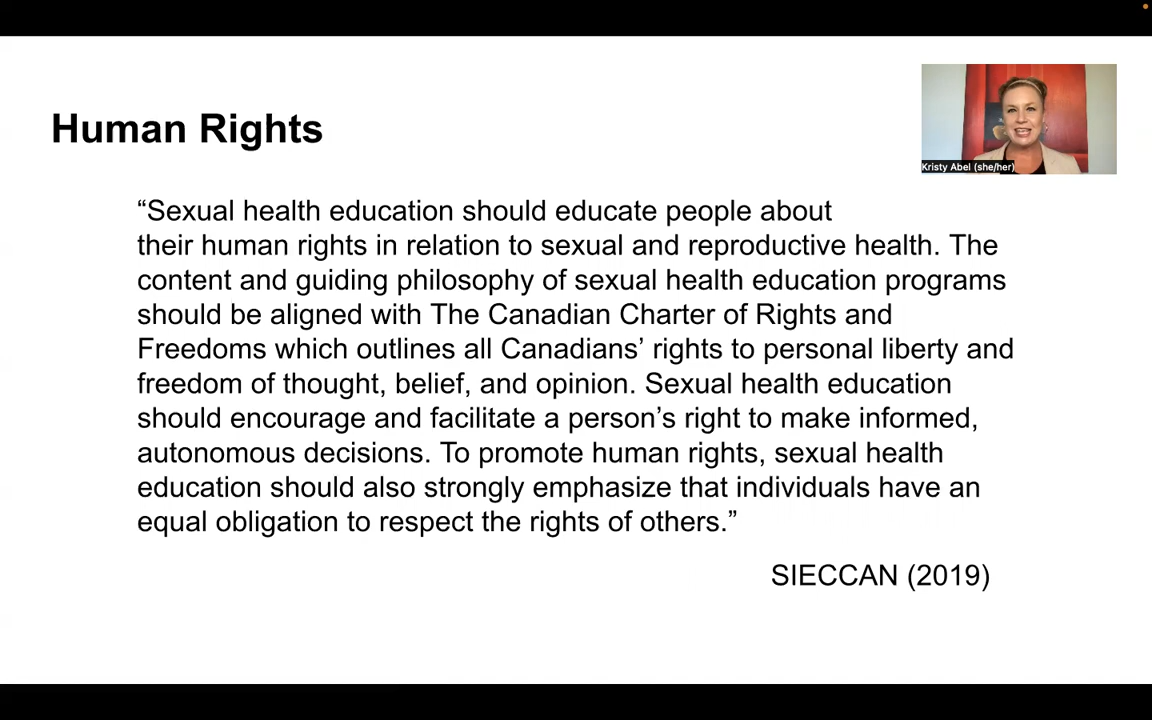 Human Rights
Kristy Abel (she/her)
“Sexual health education should educate people about
their human rights in relation to sexual and reproductive health. The
content and guiding philosophy of sexual health education programs
should be aligned with The Canadian Charter of Rights and
Freedoms which outlines all Canadians’ rights to personal liberty and
freedom of thought, belief, and opinion. Sexual health education
should encourage and facilitate a person’s right to make informed,
autonomous decisions. To promote human rights, sexual health
education should also strongly emphasize that individuals have an
equal obligation to respect the rights of others.”
SIECCAN (2019)